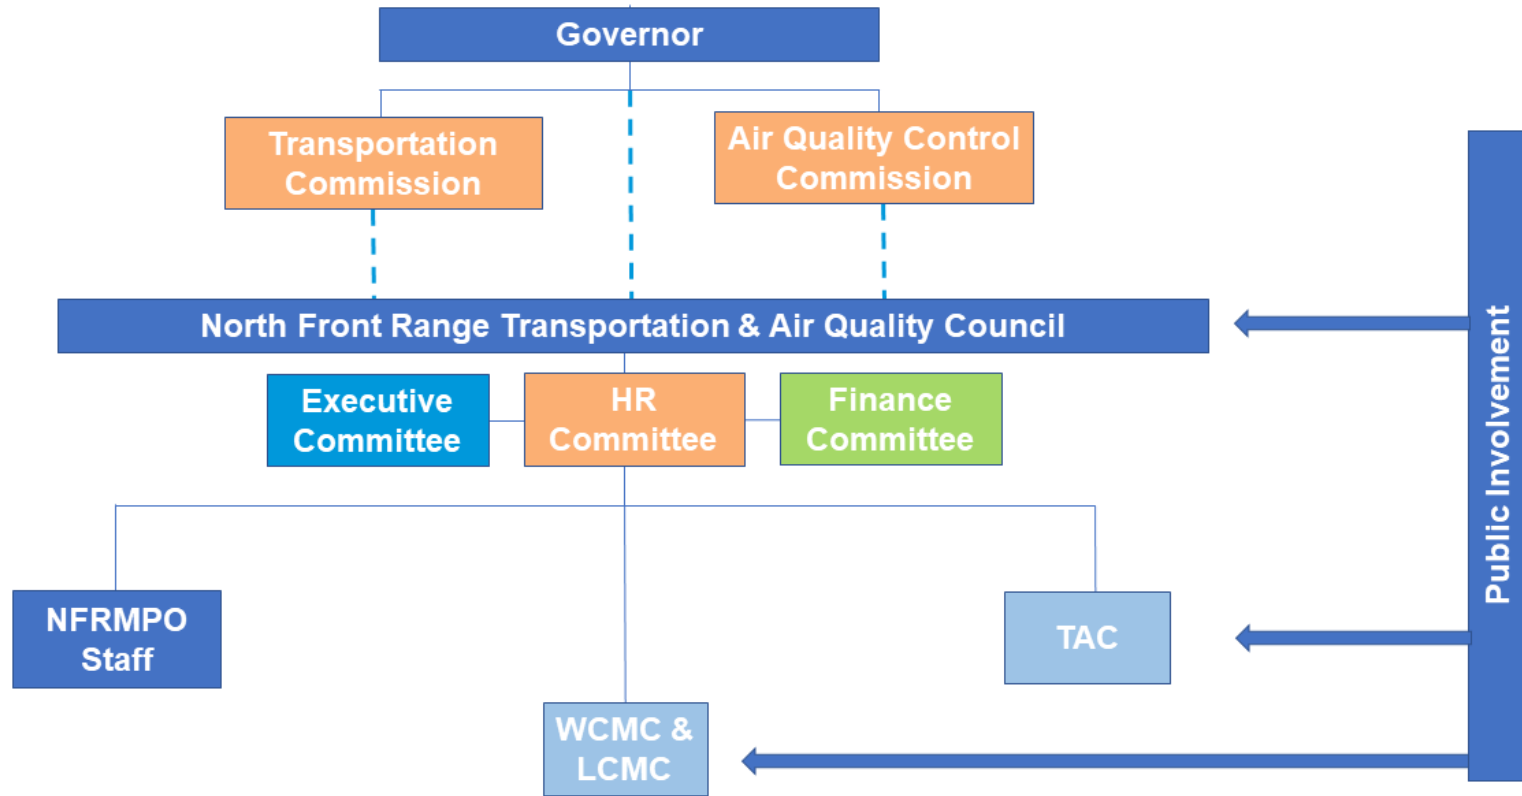 Governor
Transportation
Commission
Air Quality Control
Commission
North Front Range Transportation & Air Quality Council
Executive
Committee
HR
Committee
Finance
Committee
NFRMPO
Staff
TAC
WCMC &
LCMC
Public Involvement